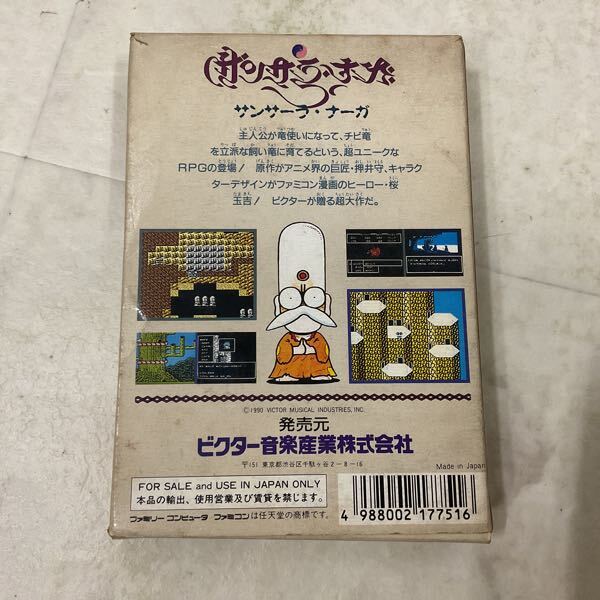 サンサーラ・ナーガ
サンサーラ・ナーガ
主人公が竜使いになって、チビ竜
を立派な飼い竜に育てるという、超ユニークな
RPGの登場! 原作がアニメ界の巨匠・押井守、キャラク
ターデザインがファミコン漫画のヒーロー・桜
玉吉! ビクターが贈る超大作だ。
©1990 VICTOR MUSICAL INDUSTRIES, INC.
発売元
ビクター音楽産業株式会社
〒151 東京都渋谷区千駄ヶ谷2-8-16
Made in Japan
FOR SALE and USE IN JAPAN ONLY
本品の輸出、使用営業及び賃貸を禁じます。
ファミリーコンピュータ ファミコンは任天堂の商標です。
4 988002 177516